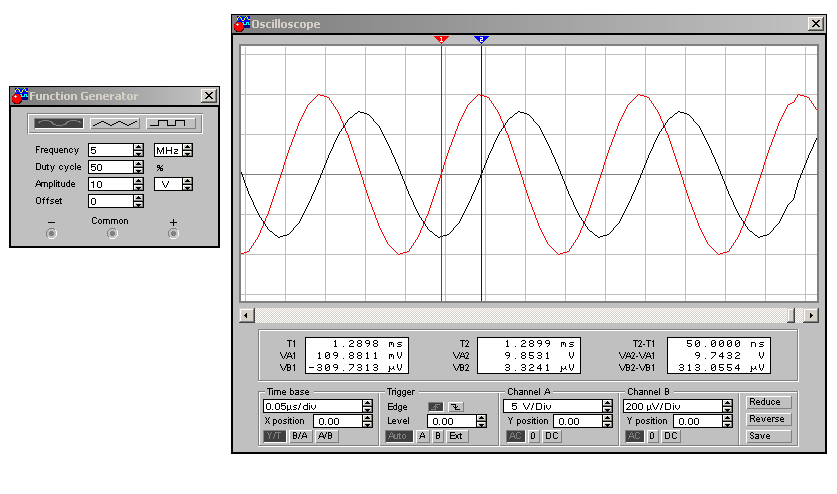 Oscilloscope
1 2
Function Generator
Frequency 5 MHz
Duty cycle 50 %
Amplitude 10 V
Offset 0
− Common +
T1 1.2898 ms T2 1.2899 ms T2-T1 50.0000 ns
VA1 109.8811 mV VA2 9.8531 V VA2-VA1 9.7432 V
VB1 -309.7313 µV VB2 3.3241 µV VB2-VB1 313.0554 µV
Time base Trigger Channel A Channel B
0.05µs/div Edge 5 V/Div 200 µV/Div Reduce
X position 0.00 Level 0.00 Y position 0.00 Y position 0.00 Reverse
Y/T B/A A/B Auto A B Ext AC 0 DC AC 0 DC Save